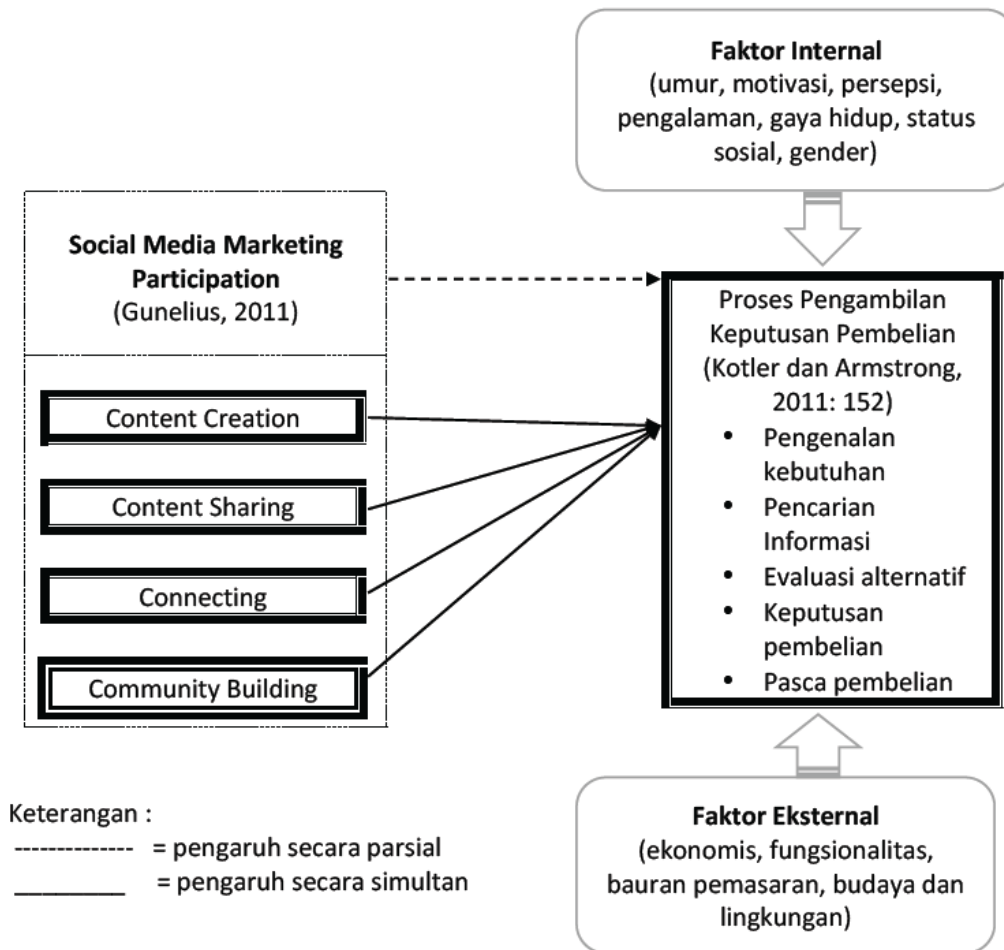 Faktor Internal
(umur, motivasi, persepsi,
pengalaman, gaya hidup, status
sosial, gender)
Social Media Marketing
Participation
(Gunelius, 2011)
Content Creation
Content Sharing
Connecting
Community Building
Proses Pengambilan
Keputusan Pembelian
(Kotler dan Armstrong,
2011: 152)
• Pengenalan
kebutuhan
• Pencarian
Informasi
• Evaluasi alternatif
• Keputusan
pembelian
• Pasca pembelian
Faktor Eksternal
(ekonomis, fungsionalitas,
bauran pemasaran, budaya dan
lingkungan)
Keterangan :
-------------- = pengaruh secara parsial
_________ = pengaruh secara simultan